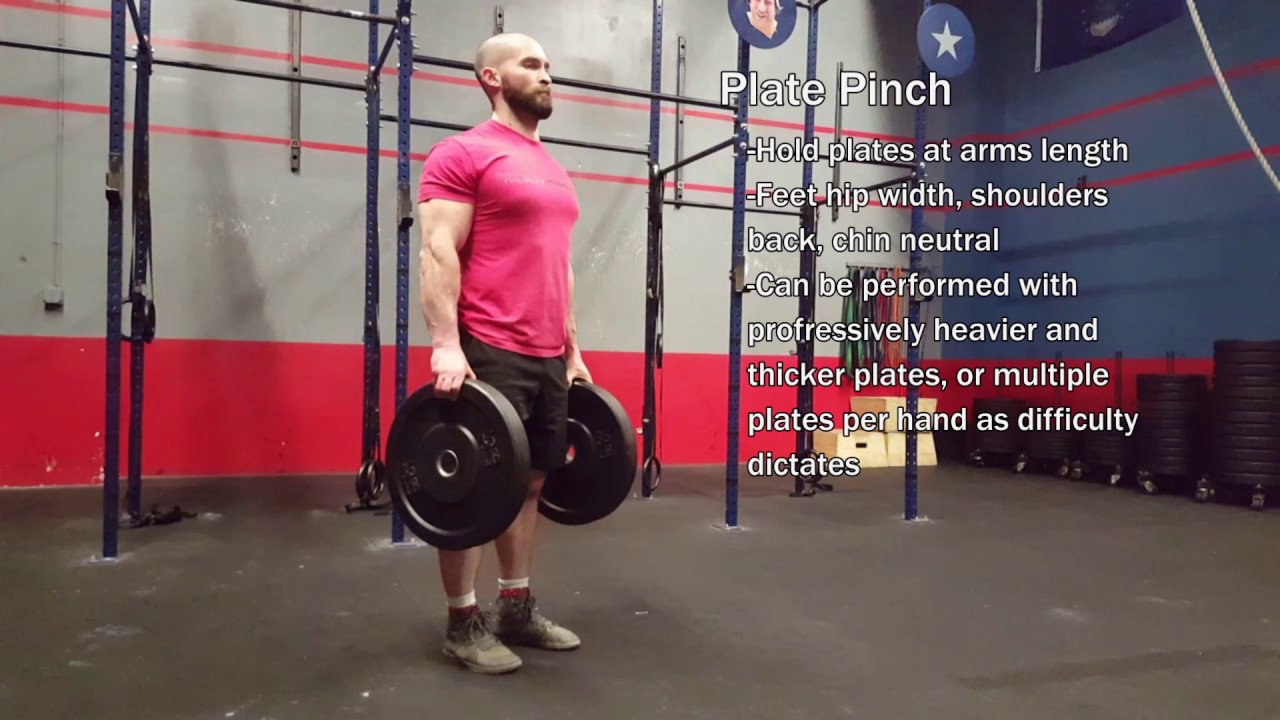 Plate Pinch
-Hold plates at arms length
-Feet hip width, shoulders
back, chin neutral
-Can be performed with
profressively heavier and
thicker plates, or multiple
plates per hand as difficulty
dictates